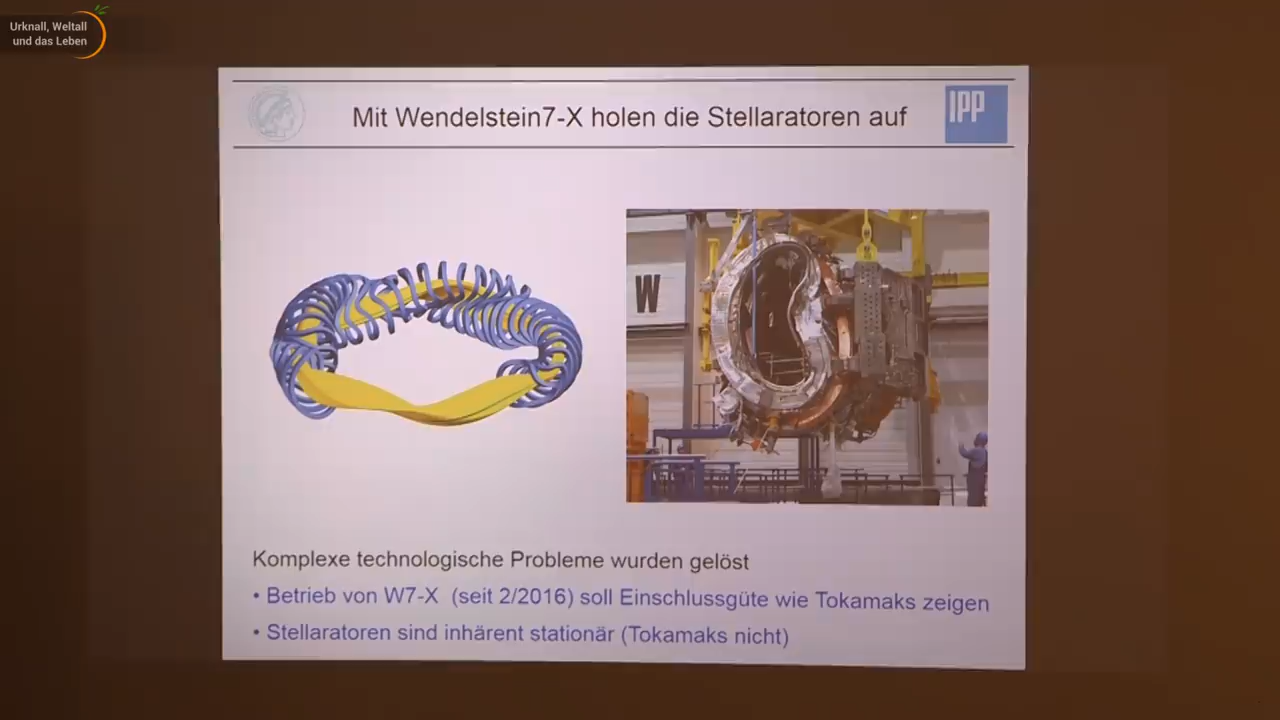 Urknall, Weltall
und das Leben
Mit Wendelstein7-X holen die Stellaratoren auf
IPP
W
Komplexe technologische Probleme wurden gelöst
• Betrieb von W7-X (seit 2/2016) soll Einschlussgüte wie Tokamaks zeigen
• Stellaratoren sind inhärent stationär (Tokamaks nicht)